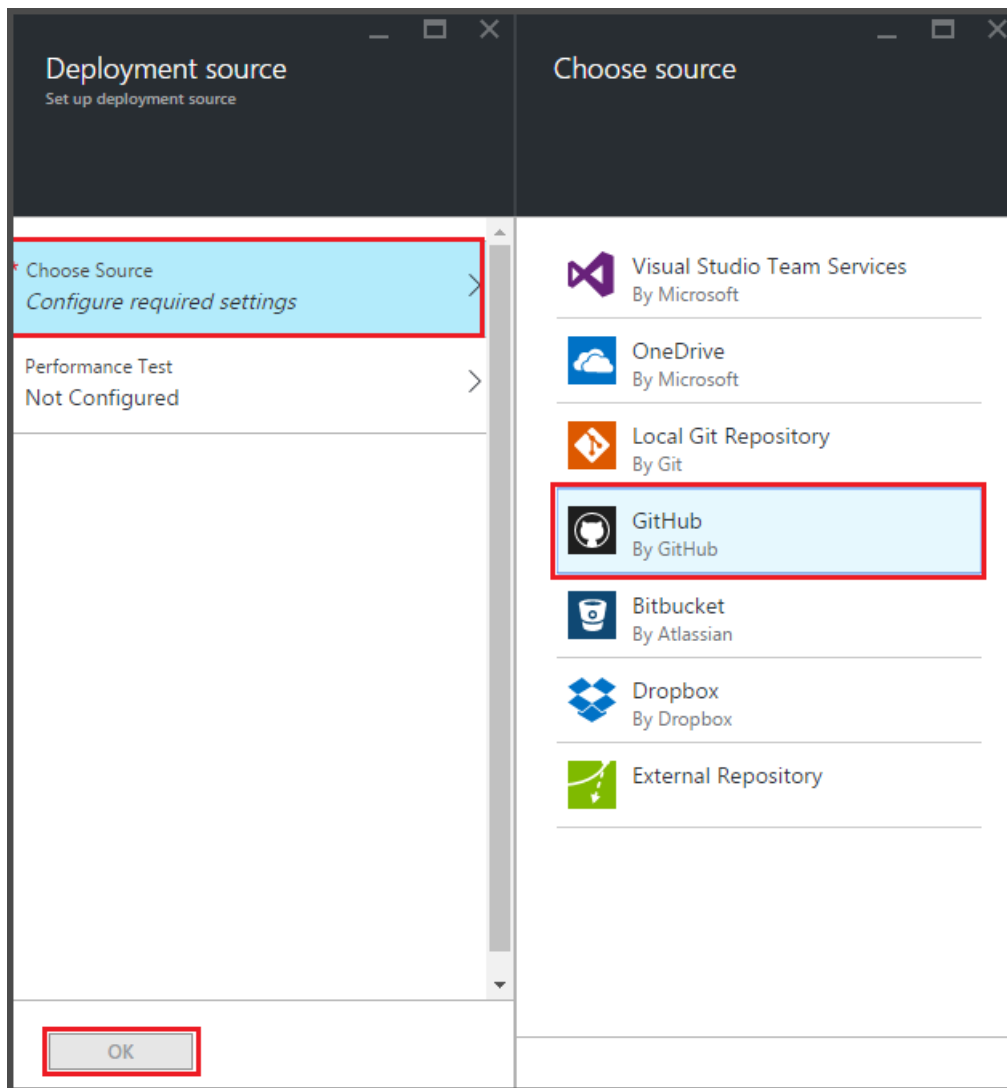 Deployment source
Set up deployment source
* Choose Source
Configure required settings
Performance Test
Not Configured
OK
Choose source
Visual Studio Team Services
By Microsoft
OneDrive
By Microsoft
Local Git Repository
By Git
GitHub
By GitHub
Bitbucket
By Atlassian
Dropbox
By Dropbox
External Repository